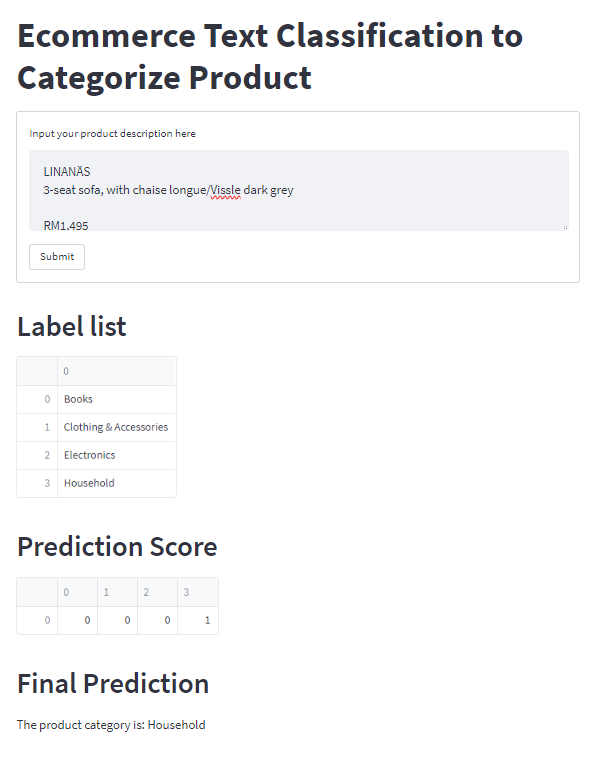 Ecommerce Text Classification to
Categorize Product
Input your product description here
LINANÄS
3-seat sofa, with chaise longue/Vissle dark grey
RM1.495
Submit
Label list
0
0 Books
1 Clothing & Accessories
2 Electronics
3 Household
Prediction Score
0 1 2 3
0 0 0 0 1
Final Prediction
The product category is: Household